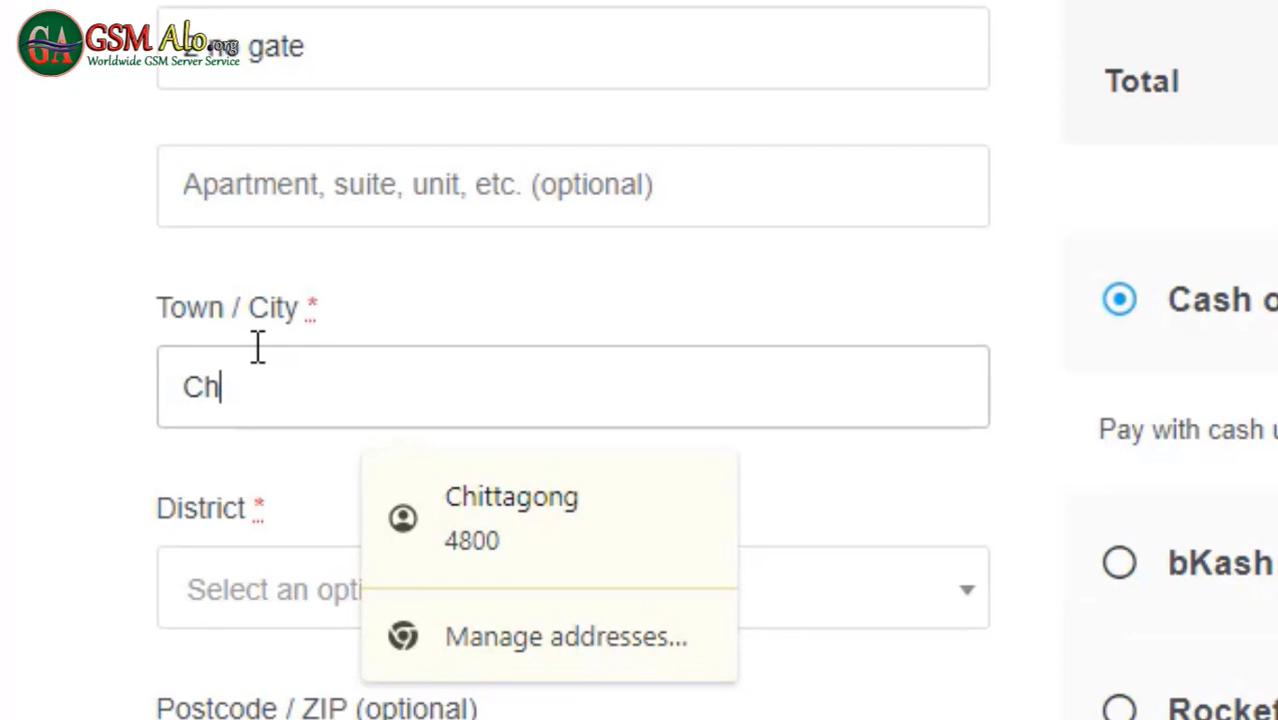 GSM Alo.org
Worldwide GSM Server Service
gate
Total
Apartment, suite, unit, etc. (optional)
Town / City *
Cash
Ch
Pay with cash
Chittagong
4800
District *
bKash
Select an
Manage addresses...
Postcode / ZIP (optional)
Rocket